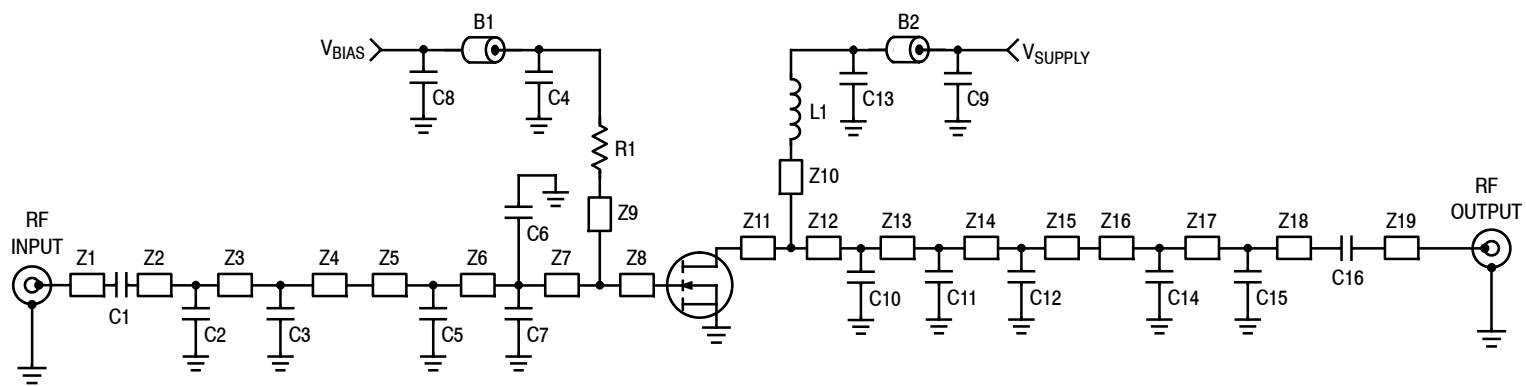 B1
B2
VBIAS
VSUPPLY
C8
C4
C13
C9
L1
R1
Z10
RF
INPUT
C6
Z9
RF
OUTPUT
Z11
Z12
Z13
Z14
Z15
Z16
Z17
Z18
Z19
Z1
Z2
Z3
Z4
Z5
Z6
Z7
Z8
C1
C2
C3
C5
C7
C10
C11
C12
C14
C15
C16